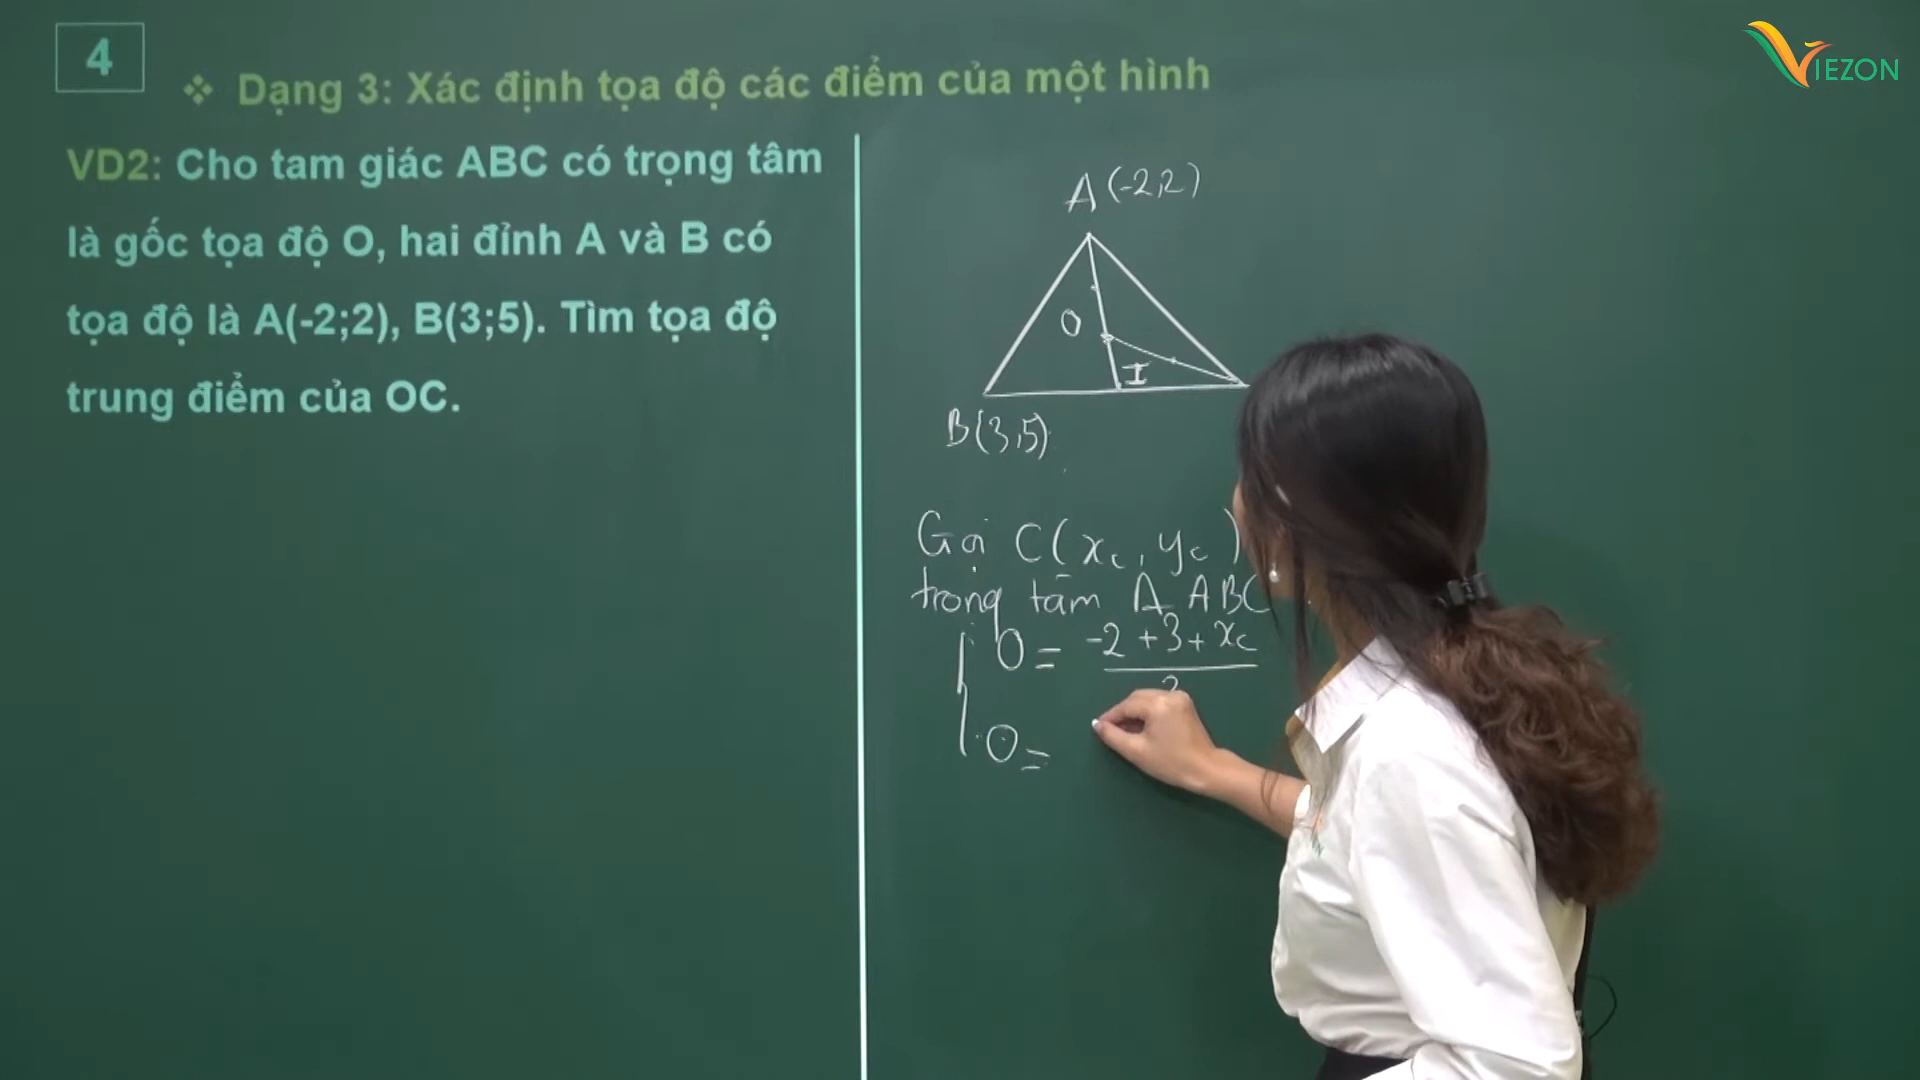 4
VIEZON
❖ Dạng 3: Xác định tọa độ các điểm của một hình
VD2: Cho tam giác ABC có trọng tâm
là gốc tọa độ O, hai đỉnh A và B có
tọa độ là A(-2;2), B(3;5). Tìm tọa độ
trung điểm của OC.
A(-2,2)
O
I
B(3,5)
Gọi C(xc, yc)
trọng tâm Δ ABC
0 = -2 + 3 + xc
0 =